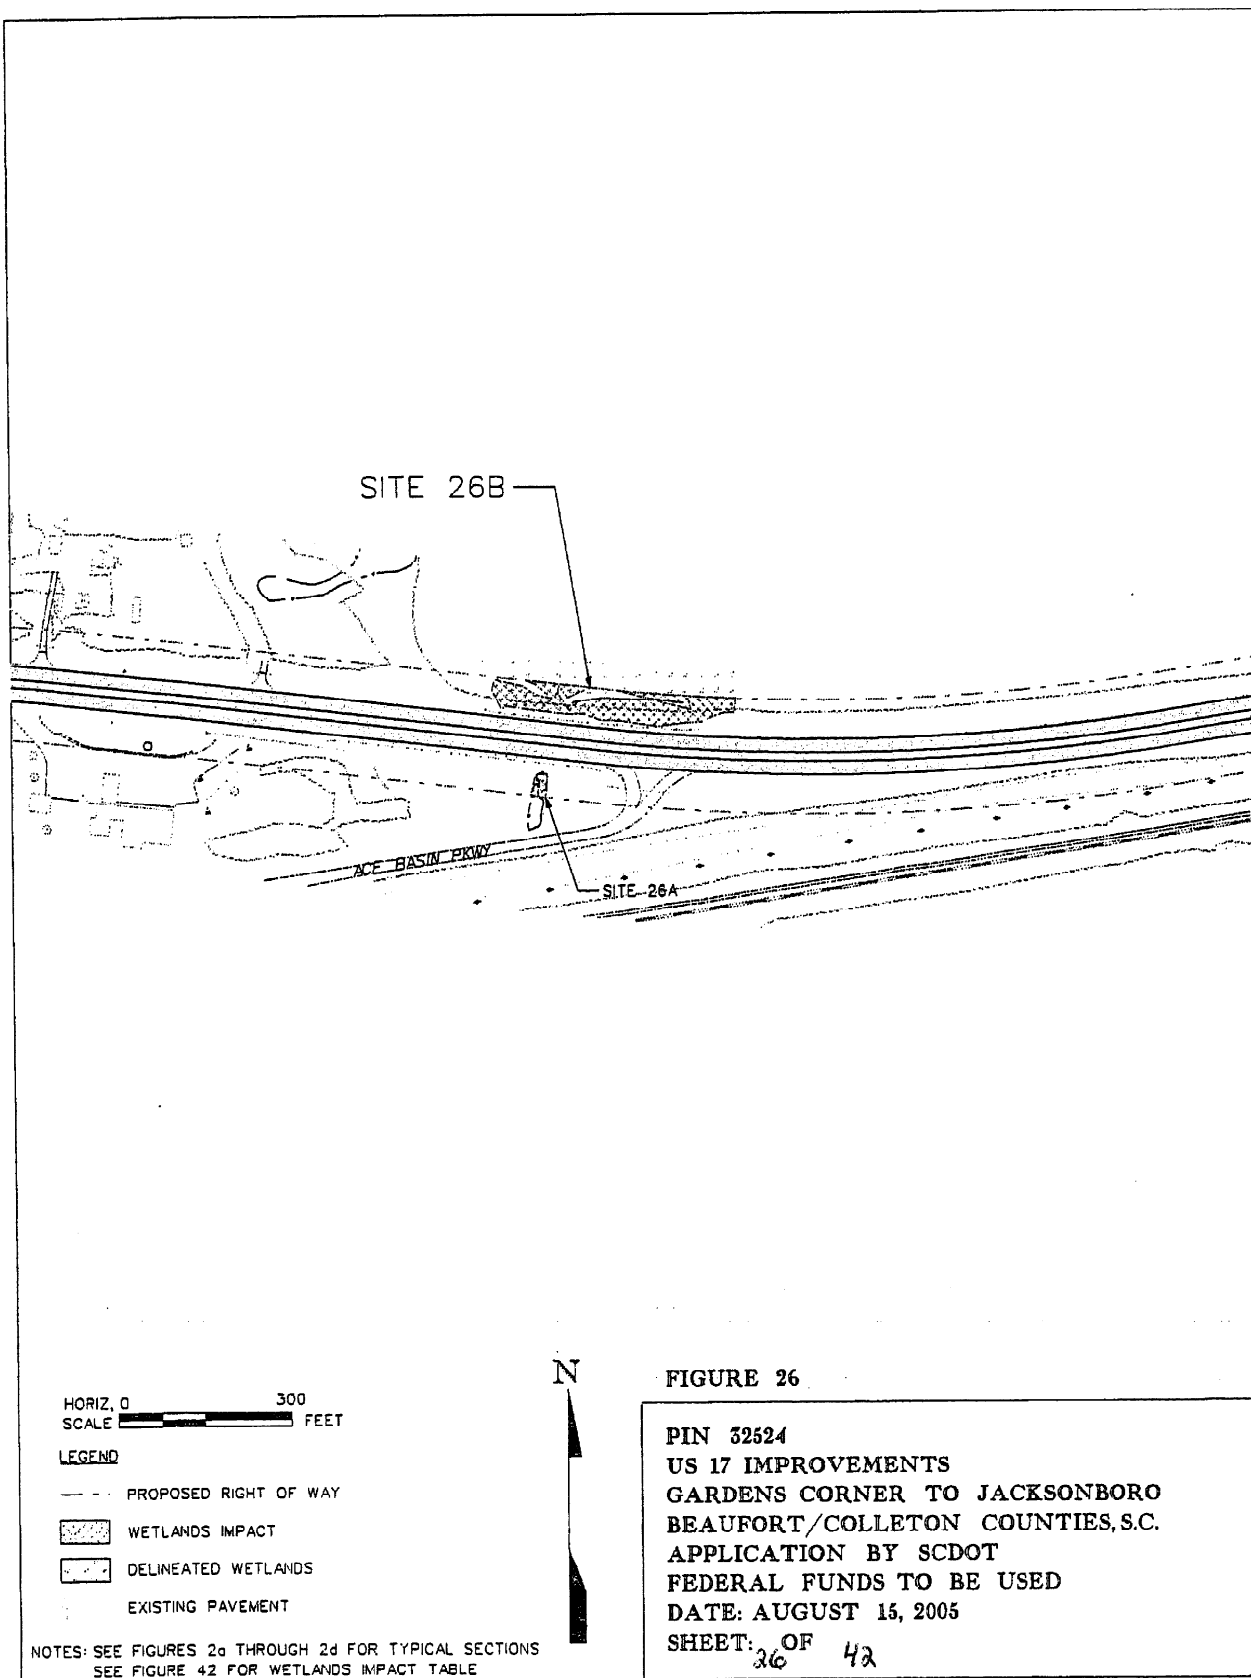 SITE 26B
ACE BASIN PKWY
SITE 26A
N
FIGURE 26
HORIZ. 0 300
SCALE FEET
LEGEND
PROPOSED RIGHT OF WAY
WETLANDS IMPACT
DELINEATED WETLANDS
EXISTING PAVEMENT
NOTES: SEE FIGURES 2a THROUGH 2d FOR TYPICAL SECTIONS
SEE FIGURE 42 FOR WETLANDS IMPACT TABLE
PIN 32524
US 17 IMPROVEMENTS
GARDENS CORNER TO JACKSONBORO
BEAUFORT/COLLETON COUNTIES, S.C.
APPLICATION BY SCDOT
FEDERAL FUNDS TO BE USED
DATE: AUGUST 15, 2005
SHEET: 26 OF 42